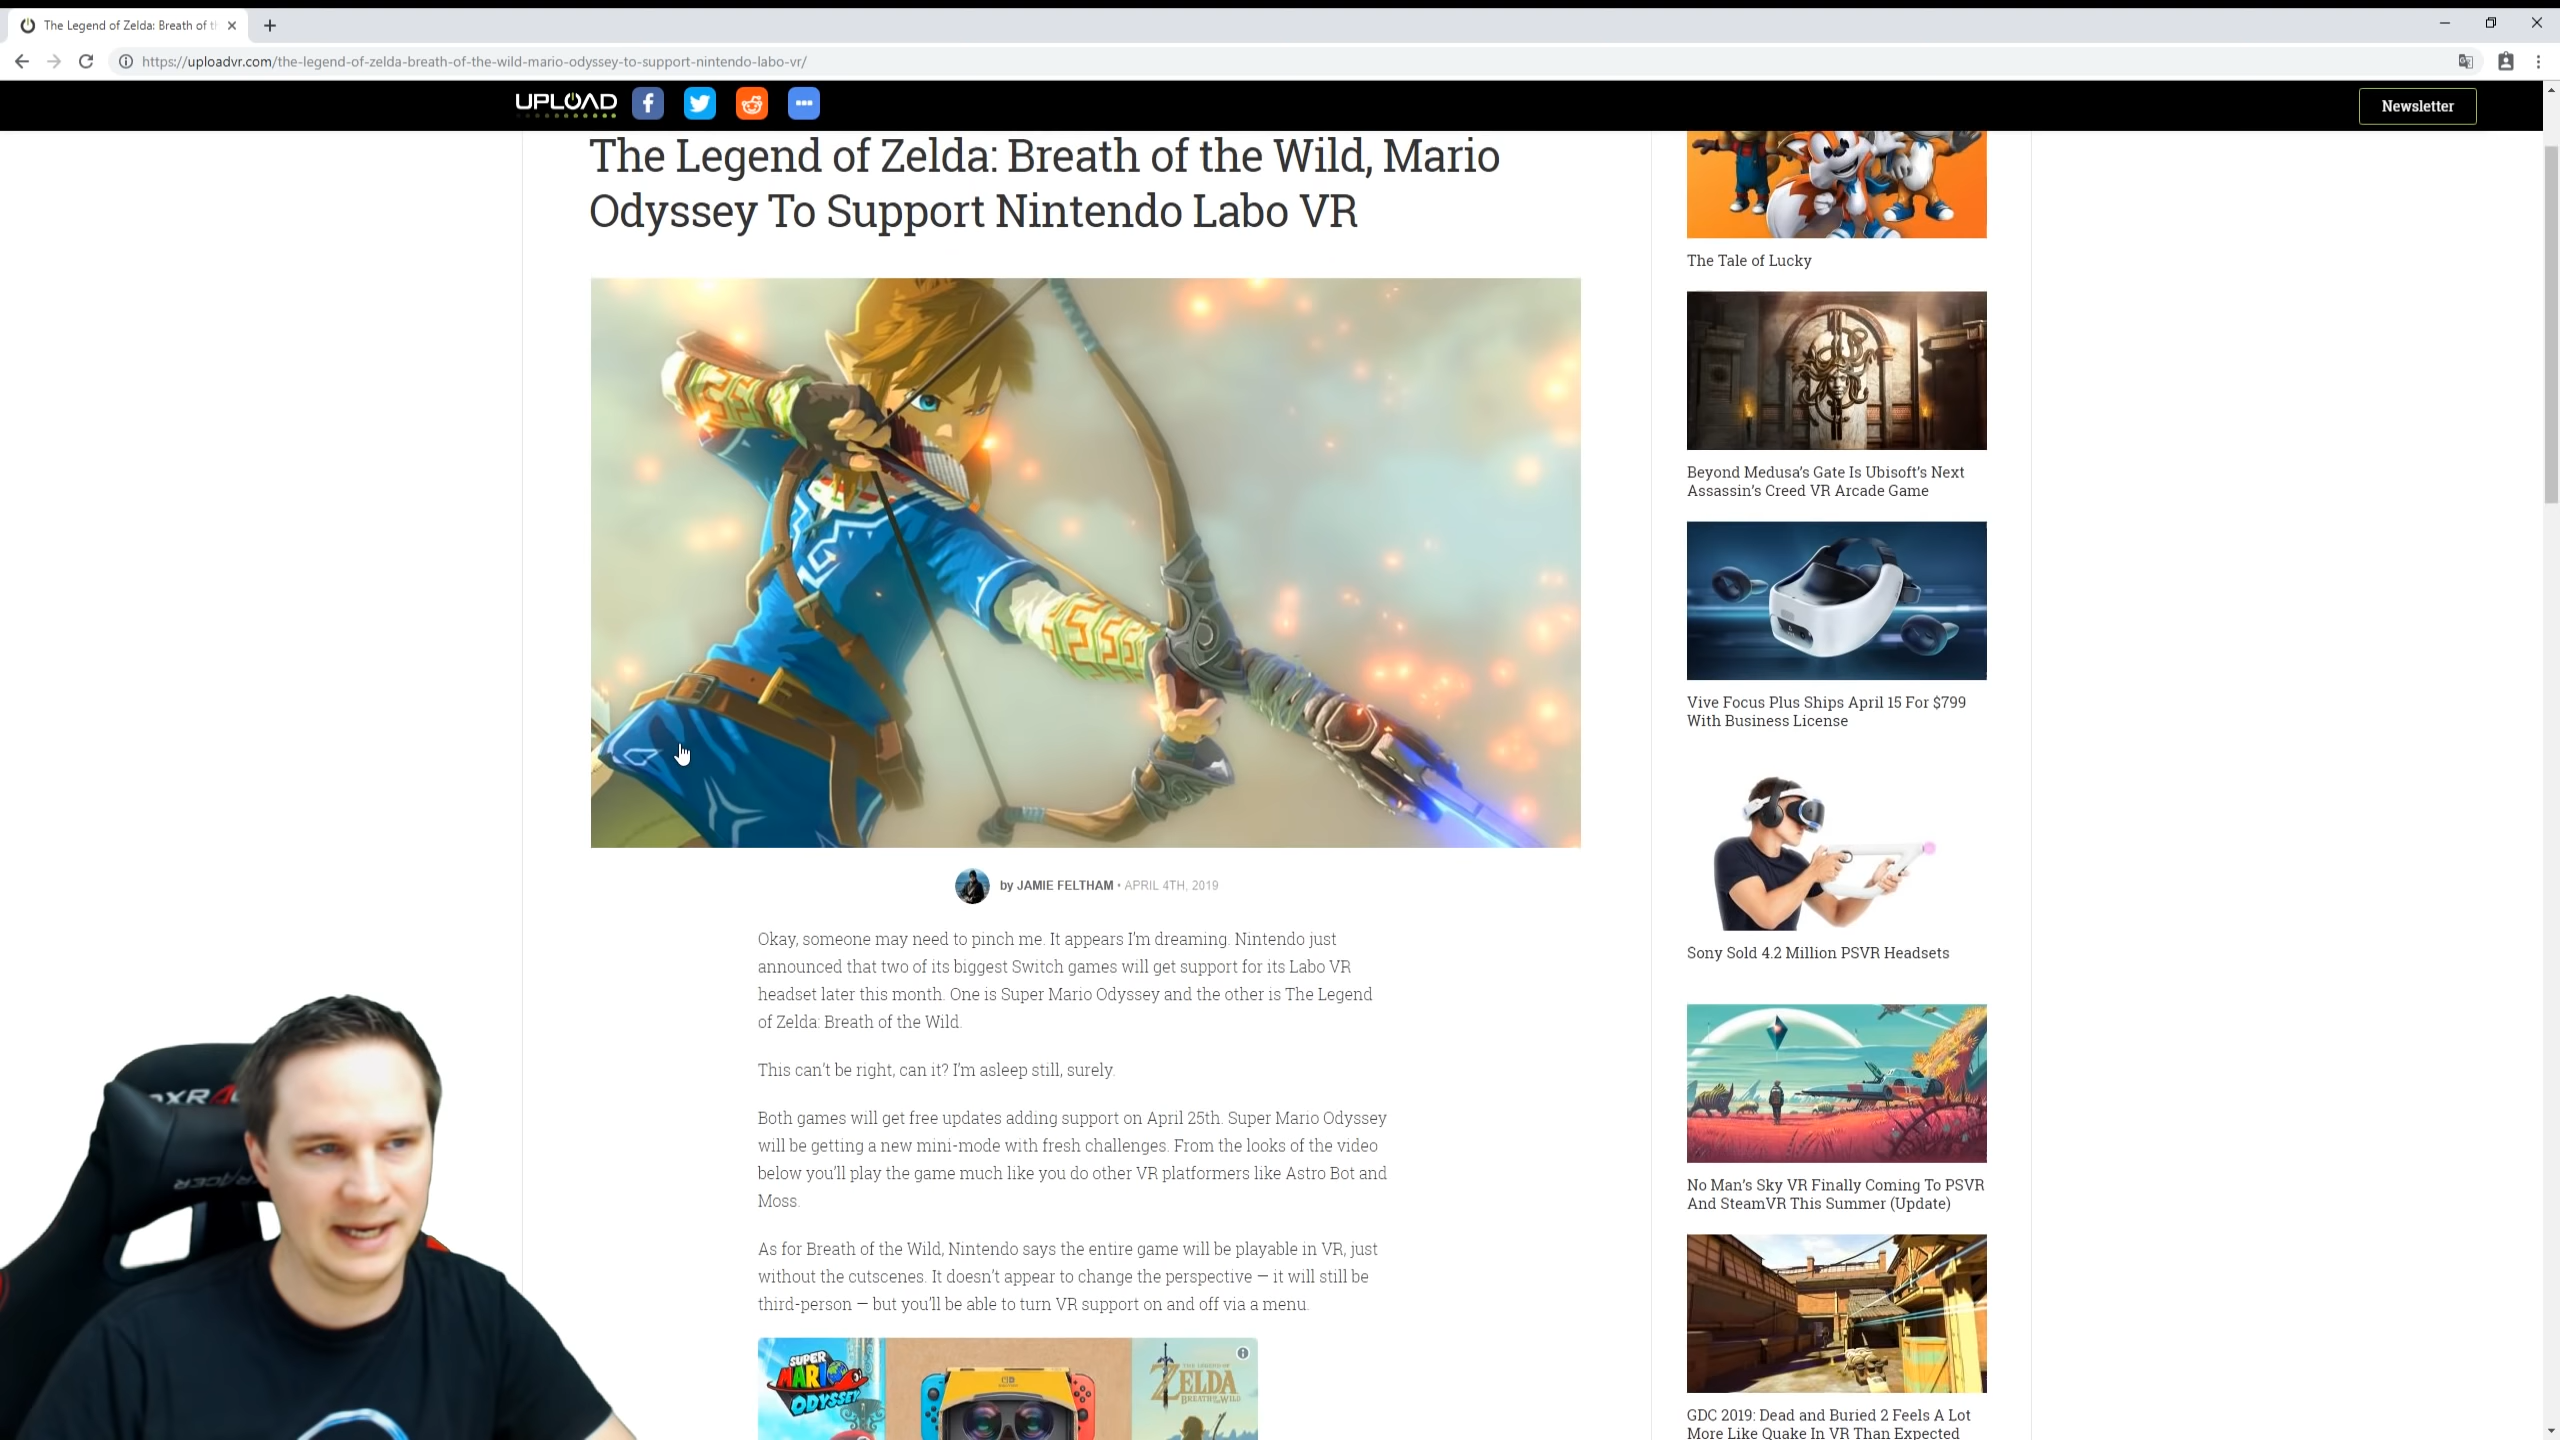 The Legend of Zelda: Breath of th
https://uploadvr.com/the-legend-of-zelda-breath-of-the-wild-mario-odyssey-to-support-nintendo-labo-vr/
UPLOAD
Newsletter
The Legend of Zelda: Breath of the Wild, Mario
Odyssey To Support Nintendo Labo VR
by JAMIE FELTHAM • APRIL 4TH, 2019
Okay, someone may need to pinch me. It appears I'm dreaming. Nintendo just
announced that two of its biggest Switch games will get support for its Labo VR
headset later this month. One is Super Mario Odyssey and the other is The Legend
of Zelda: Breath of the Wild.
This can't be right, can it? I'm asleep still, surely.
Both games will get free updates adding support on April 25th. Super Mario Odyssey
will be getting a new mini-mode with fresh challenges. From the looks of the video
below you'll play the game much like you do other VR platformers like Astro Bot and
Moss.
As for Breath of the Wild, Nintendo says the entire game will be playable in VR, just
without the cutscenes. It doesn't appear to change the perspective — it will still be
third-person — but you'll be able to turn VR support on and off via a menu.
SUPER
MARIO
ODYSSEY
THE LEGEND OF
ZELDA
BREATH OF THE WILD
The Tale of Lucky
Beyond Medusa's Gate Is Ubisoft's Next
Assassin's Creed VR Arcade Game
Vive Focus Plus Ships April 15 For $799
With Business License
Sony Sold 4.2 Million PSVR Headsets
No Man's Sky VR Finally Coming To PSVR
And SteamVR This Summer (Update)
GDC 2019: Dead and Buried 2 Feels A Lot
More Like Quake In VR Than Expected